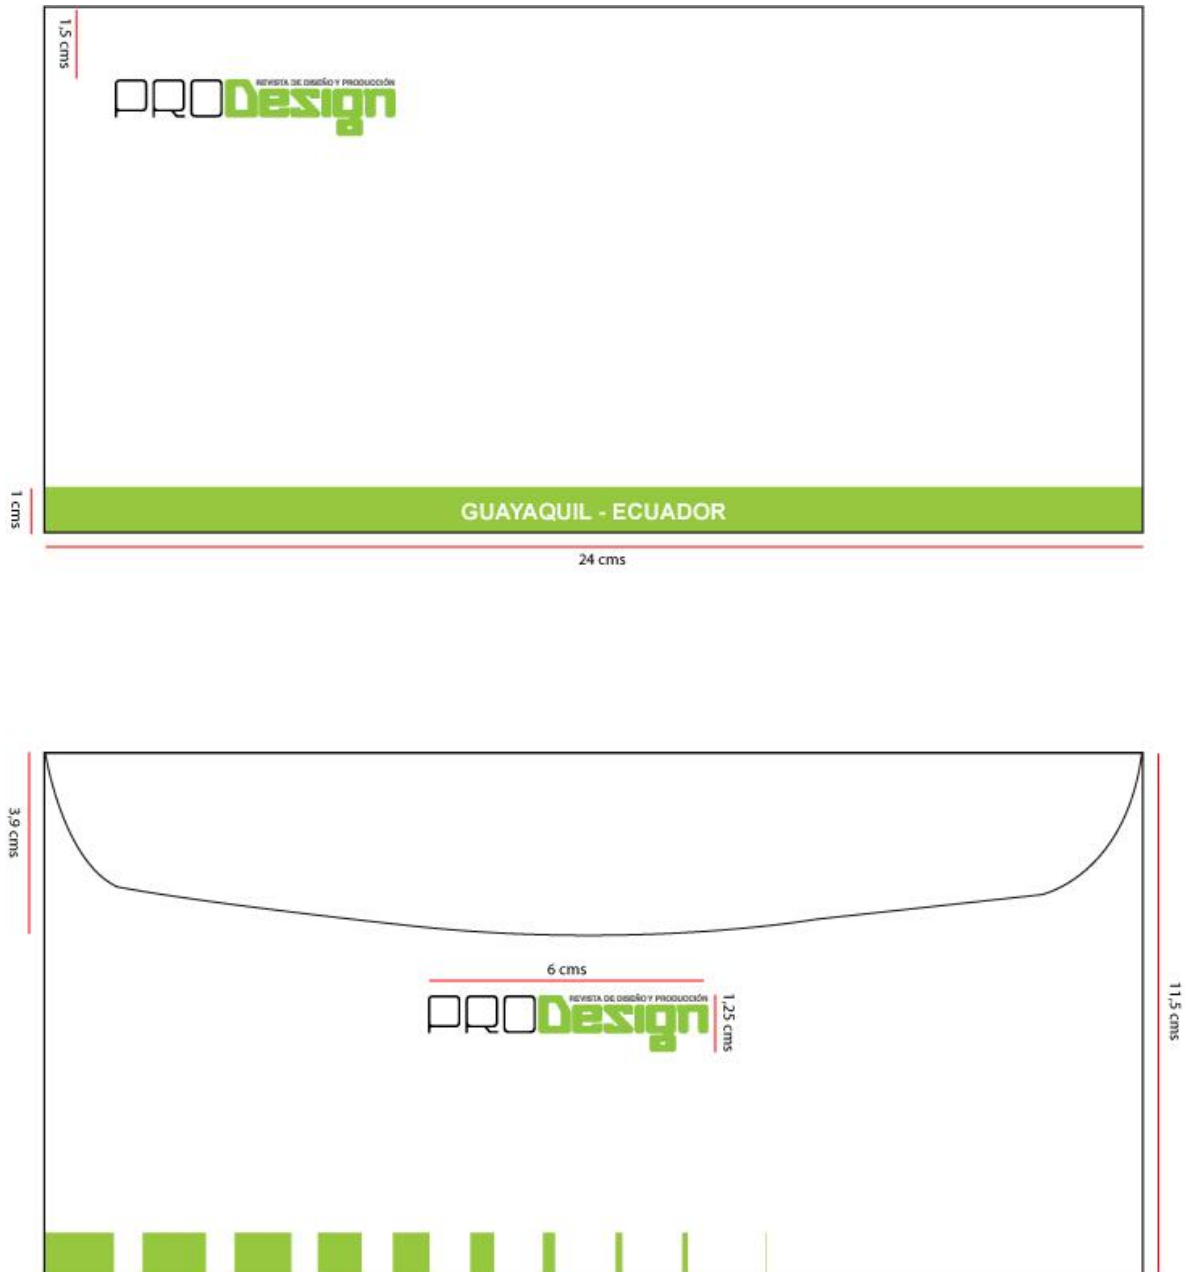 1,5 cms
REVISTA DE DISEÑO Y PRODUCCIÓN
PRODesign
1 cms
GUAYAQUIL - ECUADOR
24 cms
3,9 cms
6 cms
REVISTA DE DISEÑO Y PRODUCCIÓN
PRODesign
1,25 cms
11,5 cms